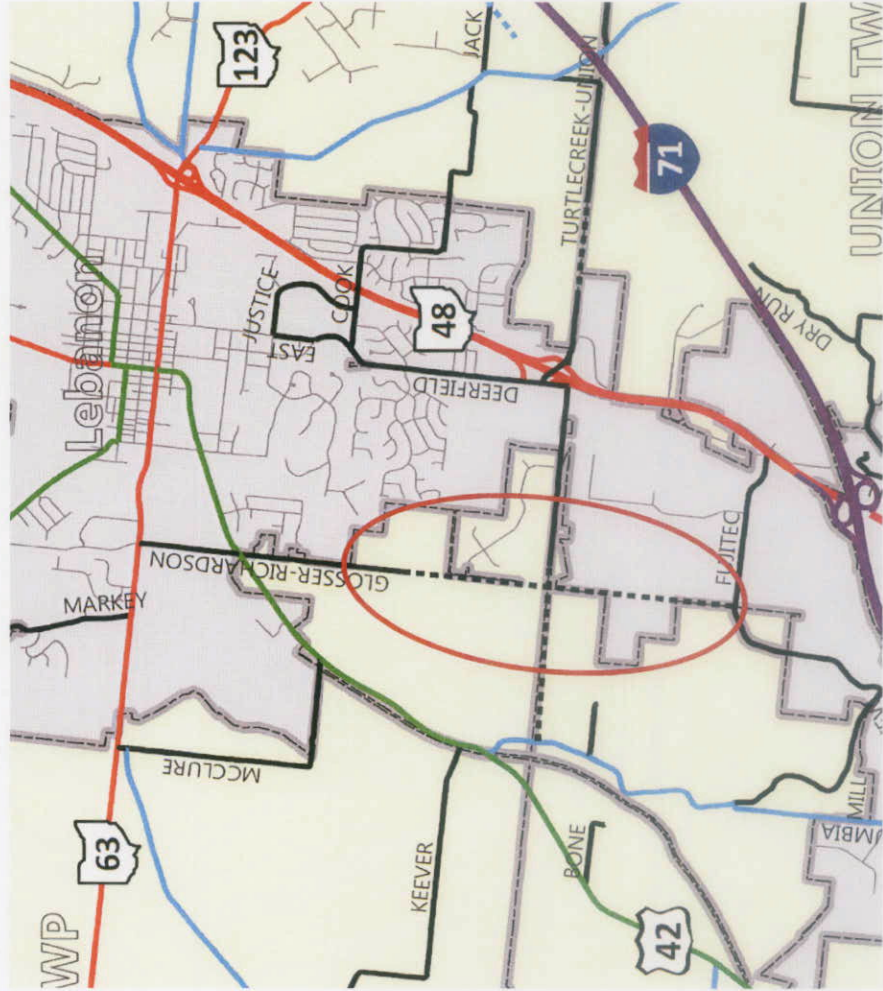 123
JACK
TURTLECREEK-UNION
71
UNION TW
Lebanon
JUSTICE
COOK
EAST
48
DEERFIELD
DRY RUN
GLOSSER-RICHARDSON
FUJITEC
MARKEY
MCCLURE
63
KEEVER
BONE
MILL
MBIA
42
WP